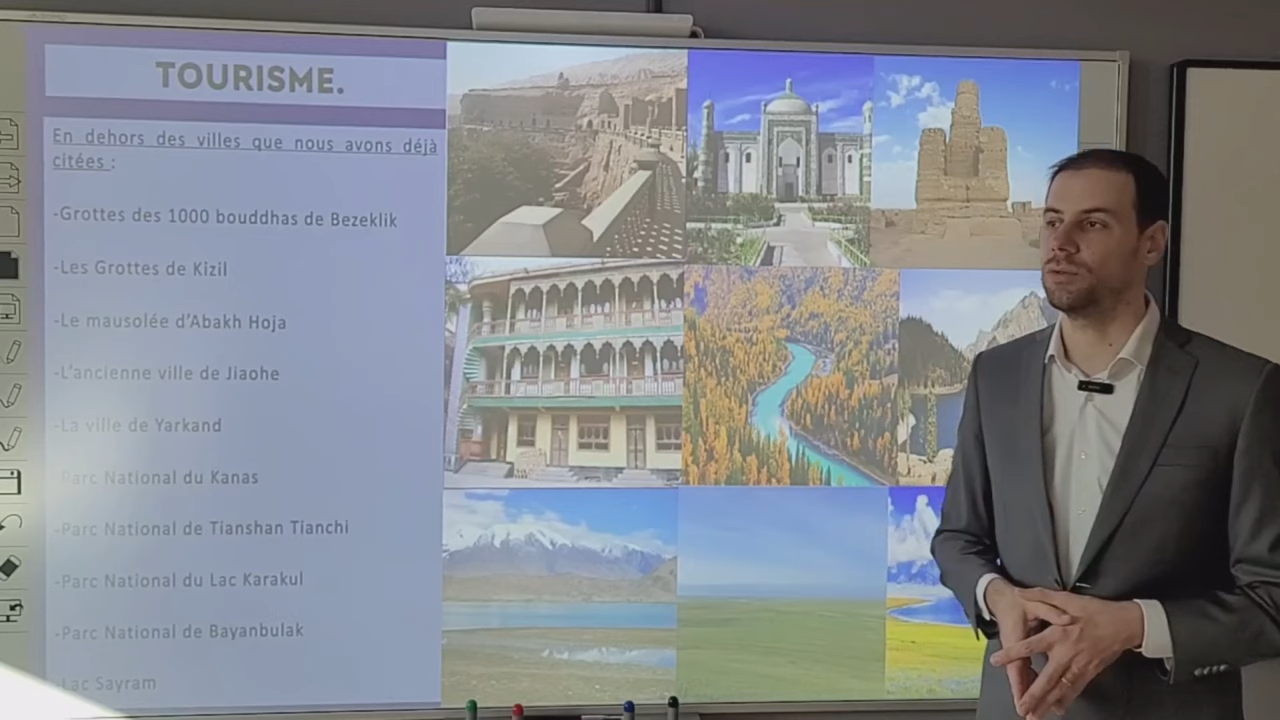 TOURISME.
En dehors des villes que nous avons déjà
citées :
-Grottes des 1000 bouddhas de Bezeklik
-Les Grottes de Kizil
-Le mausolée d'Abakh Hoja
-L'ancienne ville de Jiaohe
-La ville de Yarkand
-Parc National du Kanas
-Parc National de Tianshan Tianchi
-Parc National du Lac Karakul
-Parc National de Bayanbulak
-Lac Sayram